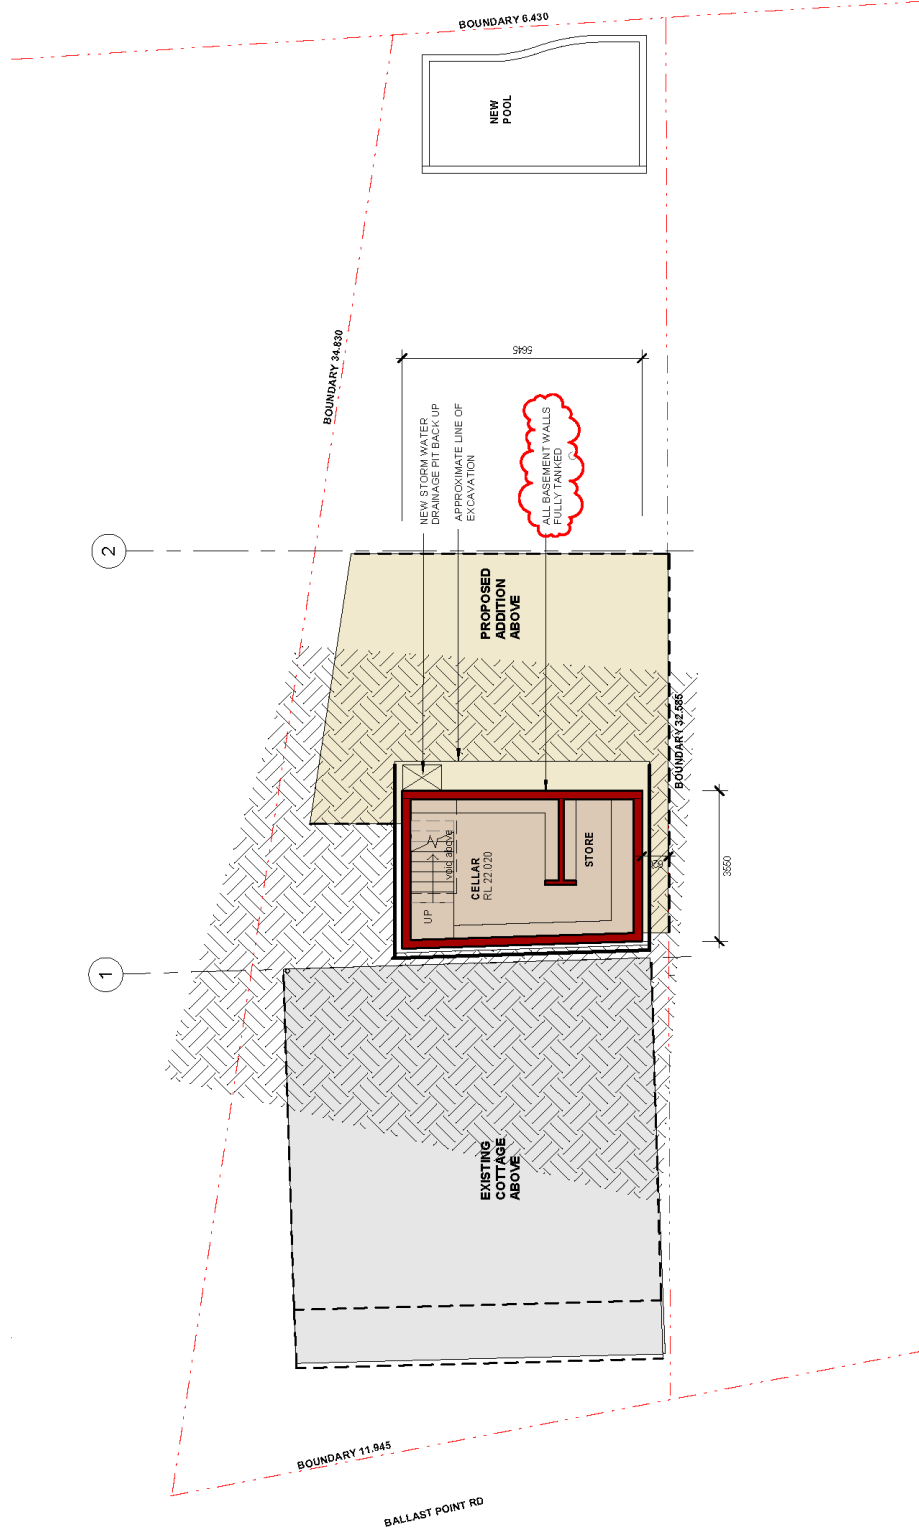 BOUNDARY 6.430
NEW
POOL
BOUNDARY 34.830
5645
NEW STORM WATER
DRAINAGE PIT BACK UP
APPROXIMATE LINE OF
EXCAVATION
ALL BASEMENT WALLS
FULLY TANKED
2
PROPOSED
ADDITION
ABOVE
BOUNDARY 32.585
void above
UP
CELLAR
RL 22.020
STORE
3550
1
EXISTING
COTTAGE
ABOVE
BOUNDARY 11.945
BALLAST POINT RD